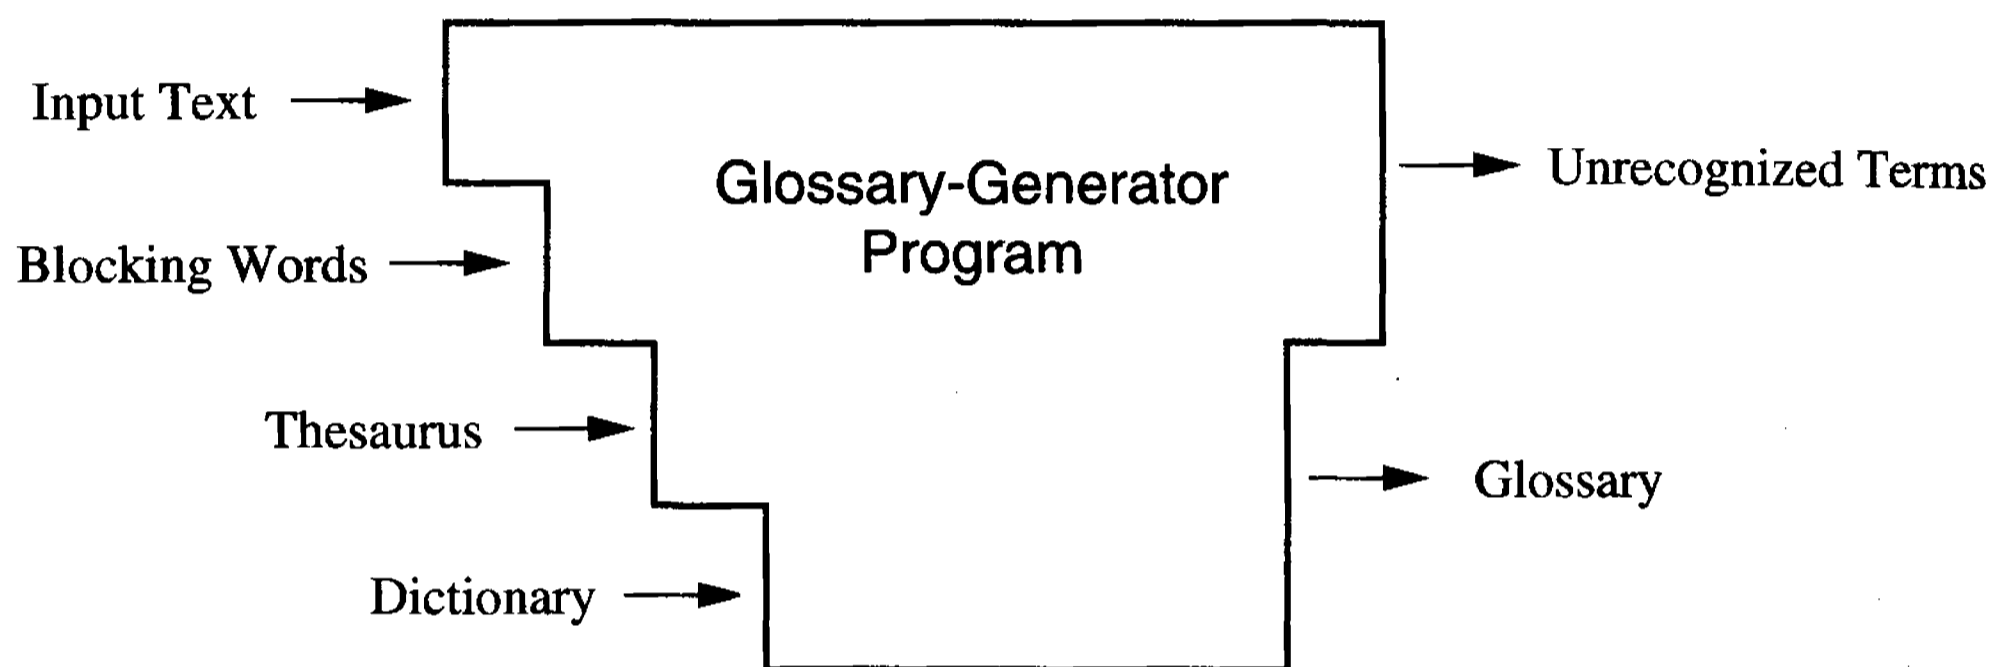 Input Text
Blocking Words
Thesaurus
Dictionary
Glossary-Generator
Program
Unrecognized Terms
Glossary